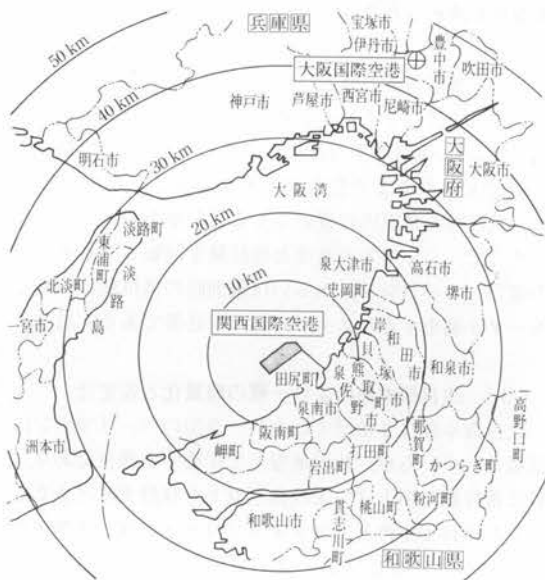 兵庫県
宝塚市
伊丹市
豊中市
吹田市
50 km
大阪国際空港
40 km
神戸市
芦屋市
西宮市
尼崎市
30 km
明石市
大阪府
大阪市
大阪湾
20 km
淡路町
東浦町
淡路島
北淡町
一宮市
洲本市
10 km
泉大津市
高石市
忠岡町
堺市
関西国際空港
岸和田市
貝塚市
和泉市
熊取町
泉佐野市
田尻町
泉南市
阪南町
岬町
高野口町
那賀町
打田町
かつらぎ町
岩出町
粉河町
桃山町
和歌山市
貴志川町
和歌山県